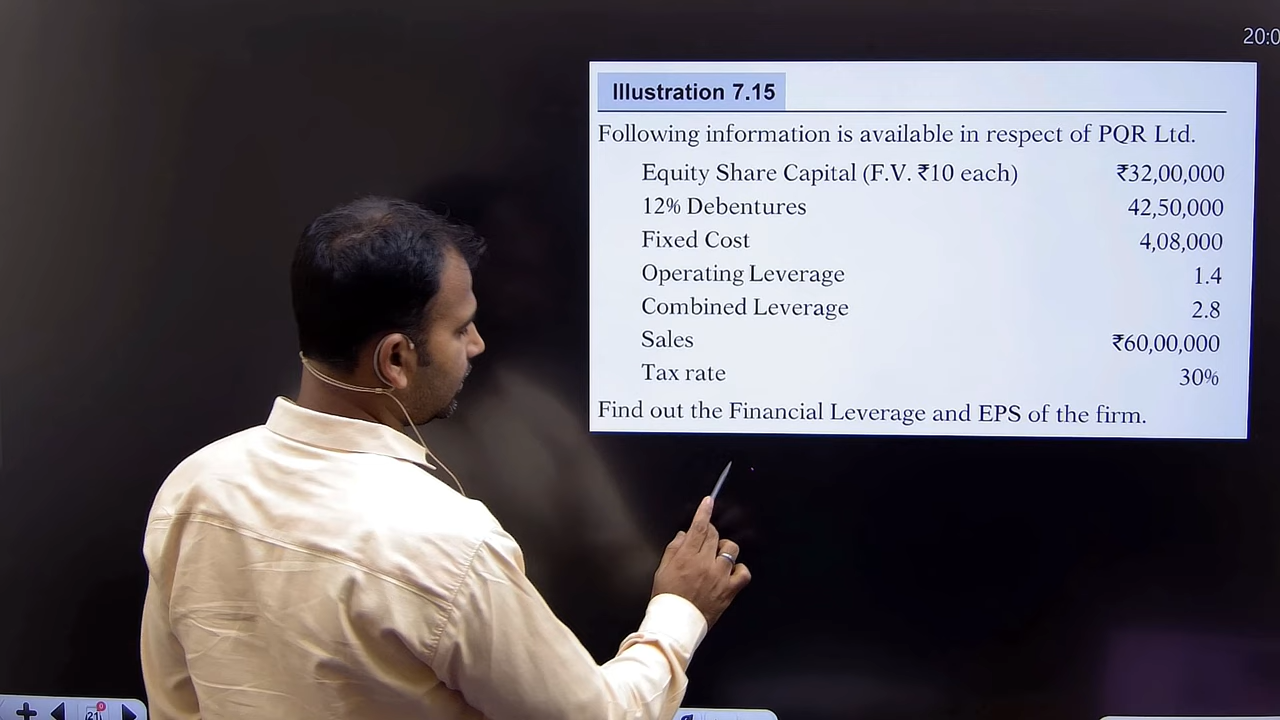 20:0
Illustration 7.15
Following information is available in respect of PQR Ltd.
Equity Share Capital (F.V. ₹10 each) ₹32,00,000
12% Debentures 42,50,000
Fixed Cost 4,08,000
Operating Leverage 1.4
Combined Leverage 2.8
Sales ₹60,00,000
Tax rate 30%
Find out the Financial Leverage and EPS of the firm.
21
0